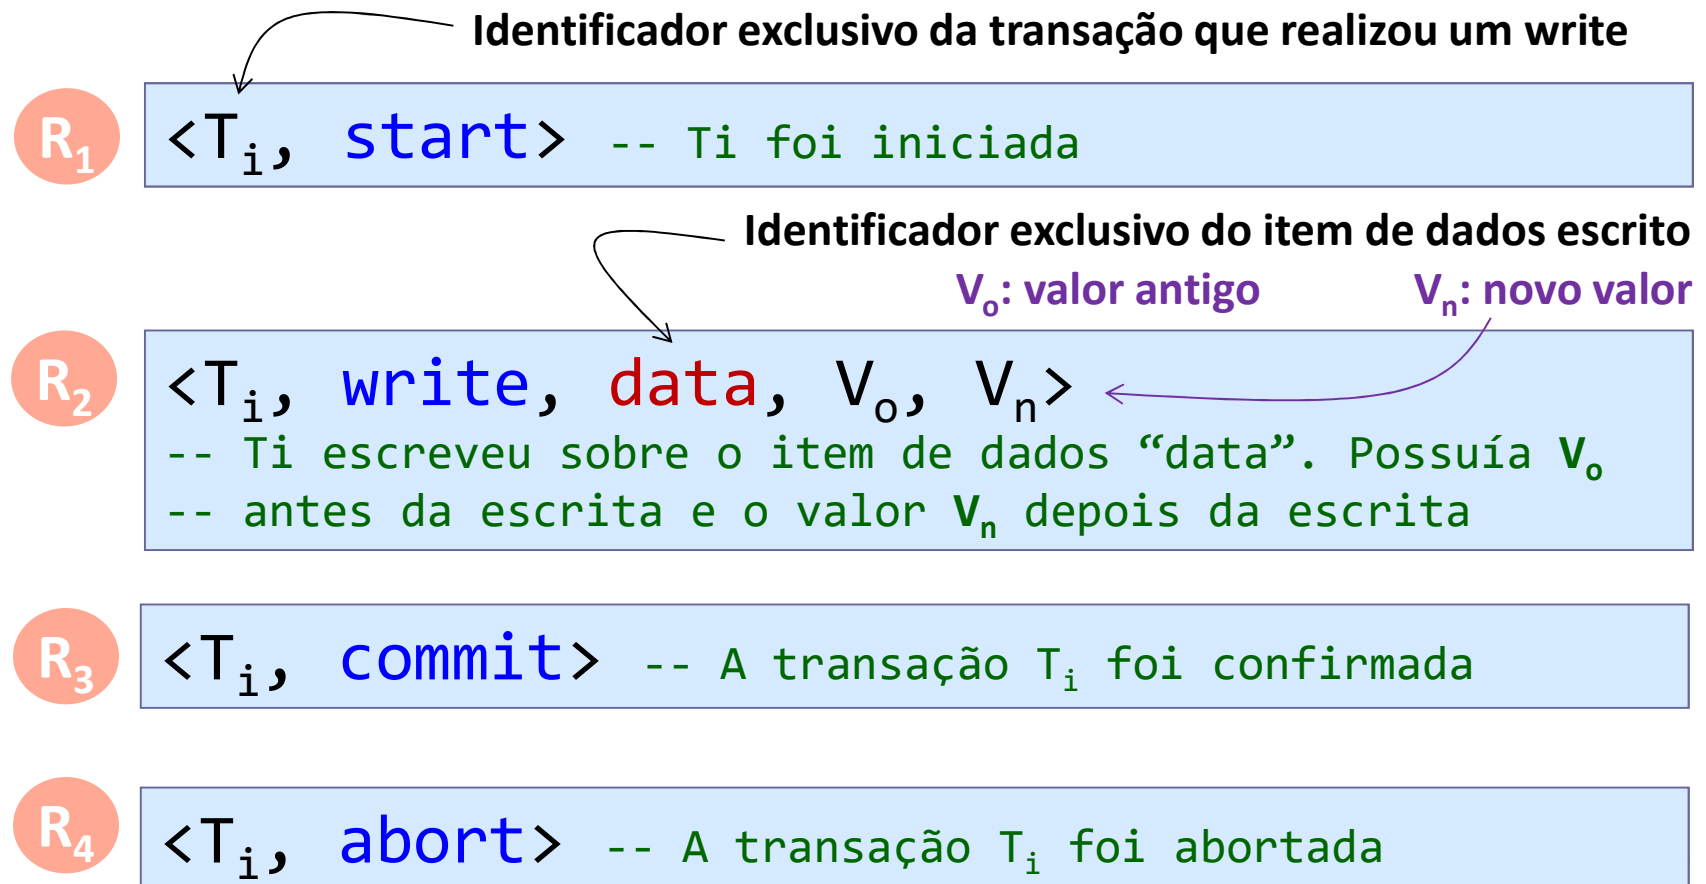 Identificador exclusivo da transação que realizou um write
R1 <Ti, start> -- Ti foi iniciada
Identificador exclusivo do item de dados escrito
Vo: valor antigo Vn: novo valor
R2 <Ti, write, data, Vo, Vn>
-- Ti escreveu sobre o item de dados “data”. Possuía Vo
-- antes da escrita e o valor Vn depois da escrita
R3 <Ti, commit> -- A transação Ti foi confirmada
R4 <Ti, abort> -- A transação Ti foi abortada